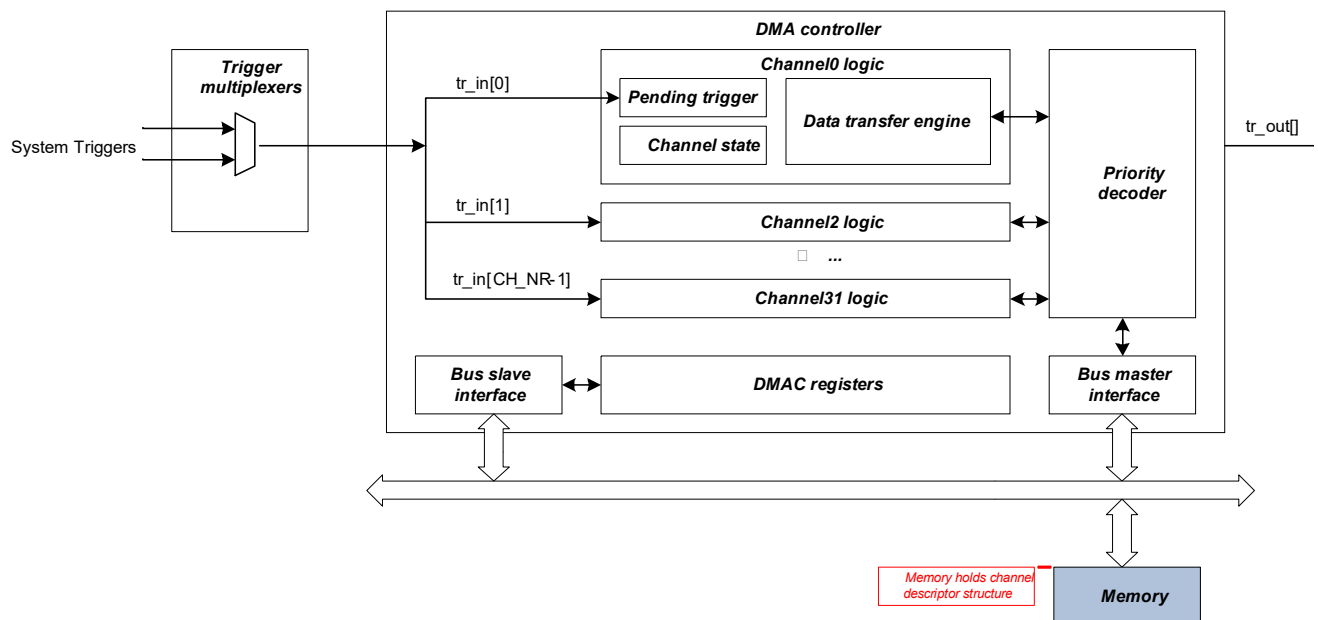 DMA controller
Trigger
multiplexers
System Triggers
tr_in[0]
Channel0 logic
Pending trigger
Channel state
Data transfer engine
tr_in[1]
Channel2 logic
...
tr_in[CH_NR-1]
Channel31 logic
Priority
decoder
tr_out[]
Bus slave
interface
DMAC registers
Bus master
interface
Memory holds channel
descriptor structure
Memory